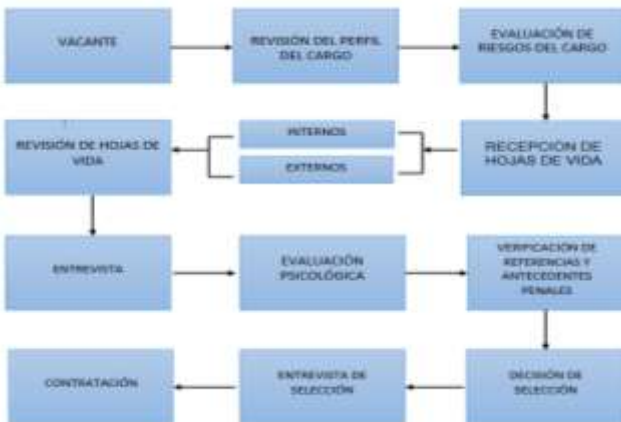 VACANTE
REVISIÓN DEL PERFIL
DEL CARGO
EVALUACIÓN DE
RIESGOS DEL CARGO
REVISIÓN DE HOJAS DE
VIDA
INTERNOS
EXTERNOS
RECEPCIÓN DE
HOJAS DE VIDA
ENTREVISTA
EVALUACIÓN
PSICOLÓGICA
VERIFICACIÓN DE
REFERENCIAS Y
ANTECEDENTES
PENALES
CONTRATACIÓN
ENTREVISTA DE
SELECCIÓN
DECISIÓN DE
SELECCIÓN